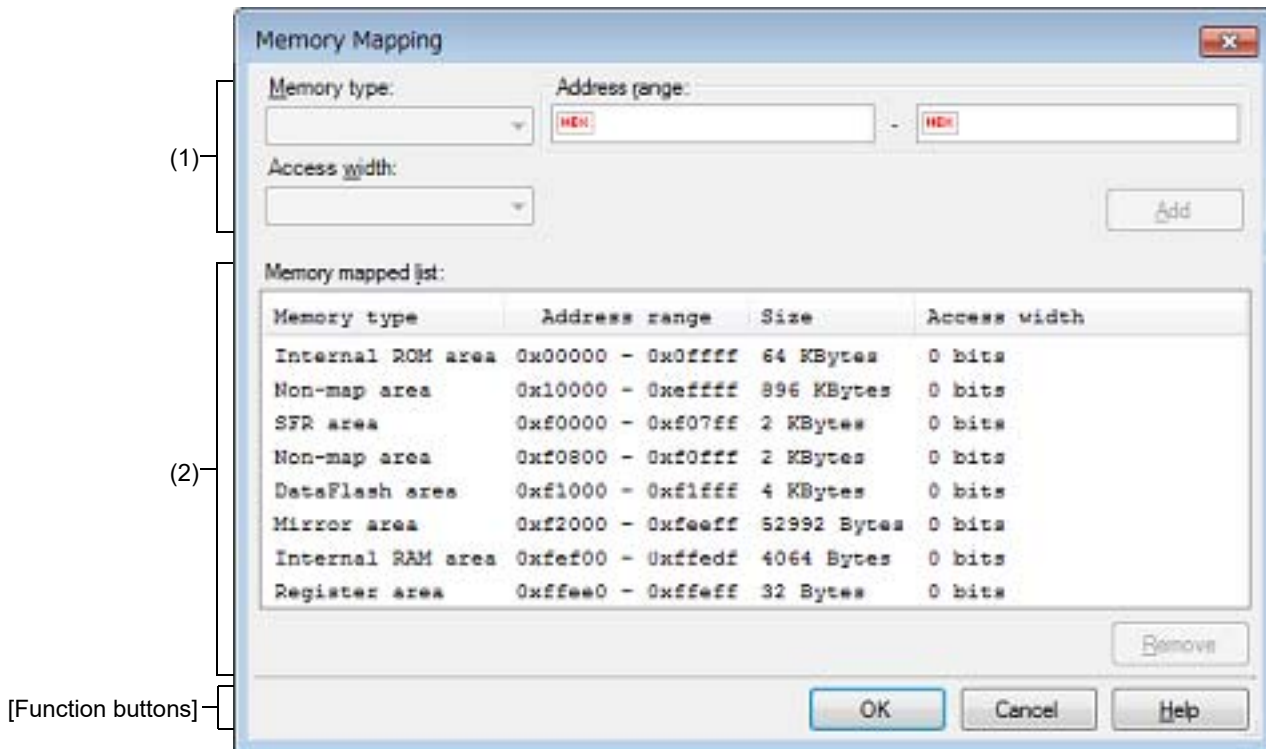 Memory Mapping
Memory type: Address range:
HEX - HEX
(1)
Access width:
Add
Memory mapped list:
Memory type Address range Size Access width
Internal ROM area 0x00000 - 0x0ffff 64 KBytes 0 bits
Non-map area 0x10000 - 0xeffff 896 KBytes 0 bits
SFR area 0xf0000 - 0xf07ff 2 KBytes 0 bits
Non-map area 0xf0800 - 0xf0fff 2 KBytes 0 bits
(2)
DataFlash area 0xf1000 - 0xf1fff 4 KBytes 0 bits
Mirror area 0xf2000 - 0xfeeff 52992 Bytes 0 bits
Internal RAM area 0xfef00 - 0xffedf 4064 Bytes 0 bits
Register area 0xffee0 - 0xffeff 32 Bytes 0 bits
Remove
[Function buttons] OK Cancel Help